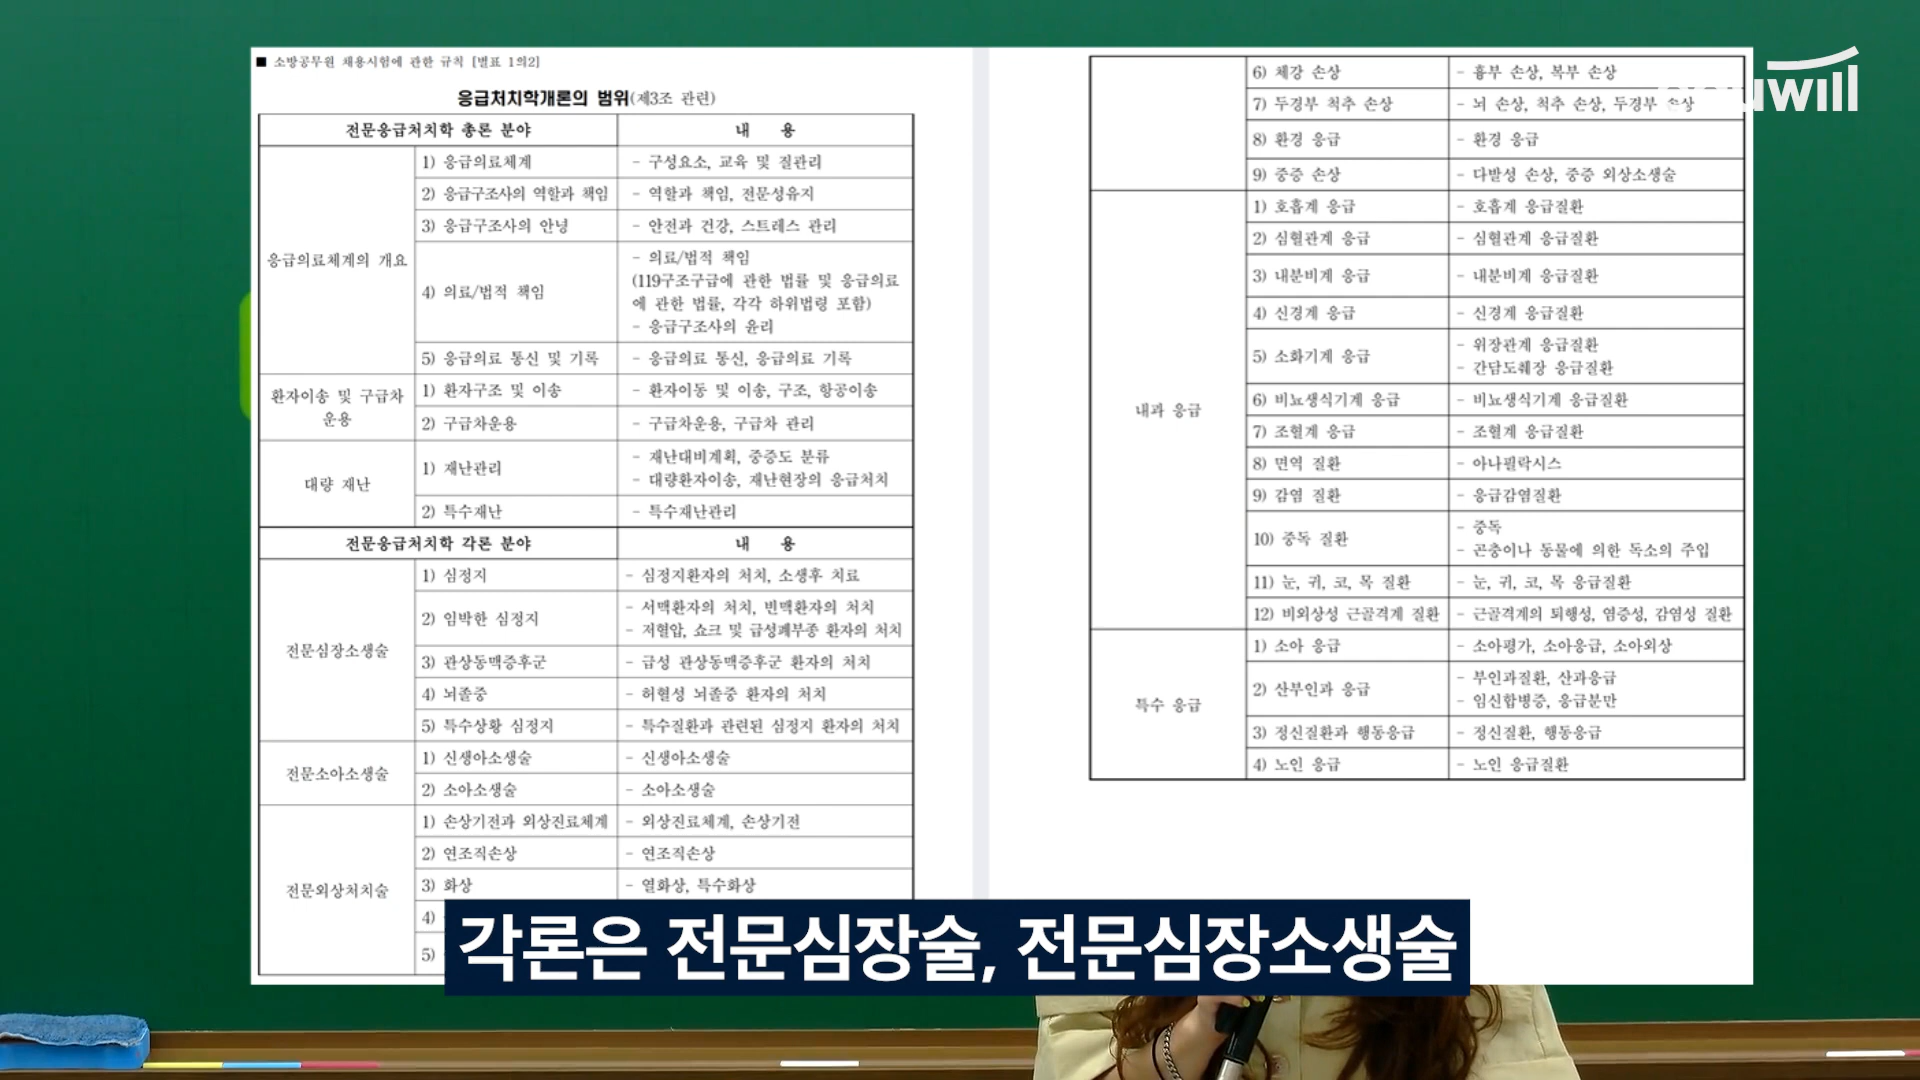 ■ 소방공무원 채용시험에 관한 규칙 [별표 1의2]
응급처치학개론의 범위(제3조 관련)
전문응급처치학 총론 분야 내 용
응급의료체계의 개요
1) 응급의료체계 - 구성요소, 교육 및 질관리
2) 응급구조사의 역할과 책임 - 역할과 책임, 전문성유지
3) 응급구조사의 안녕 - 안전과 건강, 스트레스 관리
4) 의료/법적 책임 - 의료/법적 책임
(119구조구급에 관한 법률 및 응급의료
에 관한 법률, 각각 하위법령 포함)
- 응급구조사의 윤리
5) 응급의료 통신 및 기록 - 응급의료 통신, 응급의료 기록
환자이송 및 구급차
운용
1) 환자구조 및 이송 - 환자이동 및 이송, 구조, 항공이송
2) 구급차운용 - 구급차운용, 구급차 관리
대량 재난
1) 재난관리 - 재난대비계획, 중증도 분류
- 대량환자이송, 재난현장의 응급처치
2) 특수재난 - 특수재난관리
전문응급처치학 각론 분야 내 용
전문심장소생술
1) 심정지 - 심정지환자의 처치, 소생후 치료
2) 임박한 심정지 - 서맥환자의 처치, 빈맥환자의 처치
- 저혈압, 쇼크 및 급성폐부종 환자의 처치
3) 관상동맥증후군 - 급성 관상동맥증후군 환자의 처치
4) 뇌졸중 - 허혈성 뇌졸중 환자의 처치
5) 특수상황 심정지 - 특수질환과 관련된 심정지 환자의 처치
전문소아소생술
1) 신생아소생술 - 신생아소생술
2) 소아소생술 - 소아소생술
전문외상처치술
1) 손상기전과 외상진료체계 - 외상진료체계, 손상기전
2) 연조직손상 - 연조직손상
3) 화상 - 열화상, 특수화상
4)
5)
6) 체강 손상 - 흉부 손상, 복부 손상
7) 두경부 척추 손상 - 뇌 손상, 척추 손상, 두경부 손상
8) 환경 응급 - 환경 응급
9) 중증 손상 - 다발성 손상, 중증 외상소생술
내과 응급
1) 호흡계 응급 - 호흡계 응급질환
2) 심혈관계 응급 - 심혈관계 응급질환
3) 내분비계 응급 - 내분비계 응급질환
4) 신경계 응급 - 신경계 응급질환
5) 소화기계 응급 - 위장관계 응급질환
- 간담도췌장 응급질환
6) 비뇨생식기계 응급 - 비뇨생식기계 응급질환
7) 조혈계 응급 - 조혈계 응급질환
8) 면역 질환 - 아나필락시스
9) 감염 질환 - 응급감염질환
10) 중독 질환 - 중독
- 곤충이나 동물에 의한 독소의 주입
11) 눈, 귀, 코, 목 질환 - 눈, 귀, 코, 목 응급질환
12) 비외상성 근골격계 질환 - 근골격계의 퇴행성, 염증성, 감염성 질환
특수 응급
1) 소아 응급 - 소아평가, 소아응급, 소아외상
2) 산부인과 응급 - 부인과질환, 산과응급
- 임신합병증, 응급분만
3) 정신질환과 행동응급 - 정신질환, 행동응급
4) 노인 응급 - 노인 응급질환
각론은 전문심장술, 전문심장소생술